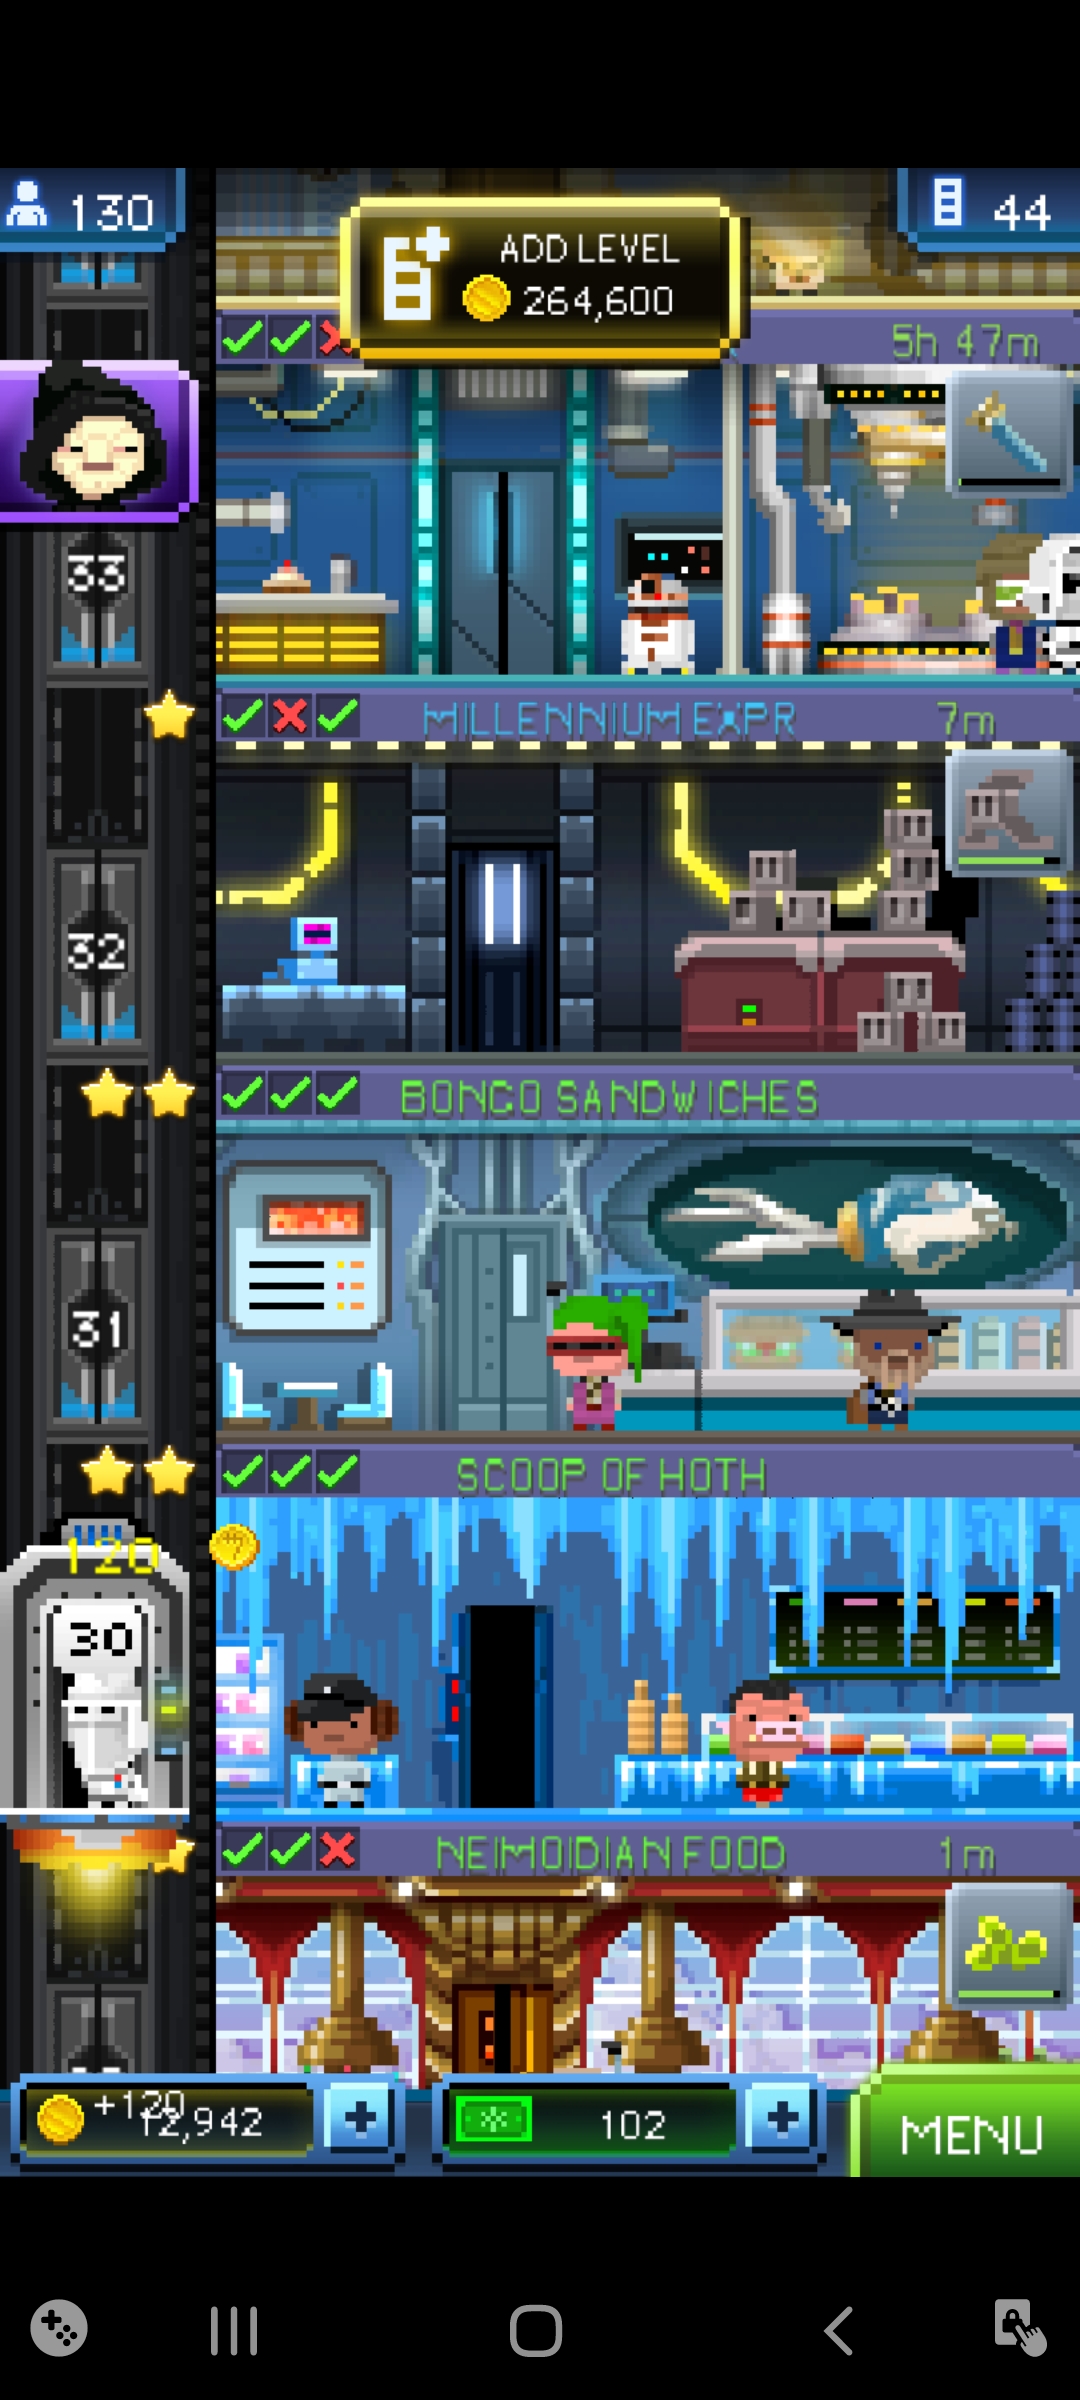 130
ADD LEVEL
264,600
44
5h 47m
33
MILLENNIUM EXPR
7m
32
BONGO SANDWICHES
31
SCOOP OF HOTH
120
30
NEIMOIDIAN FOOD
1m
+120
12,942
102
MENU